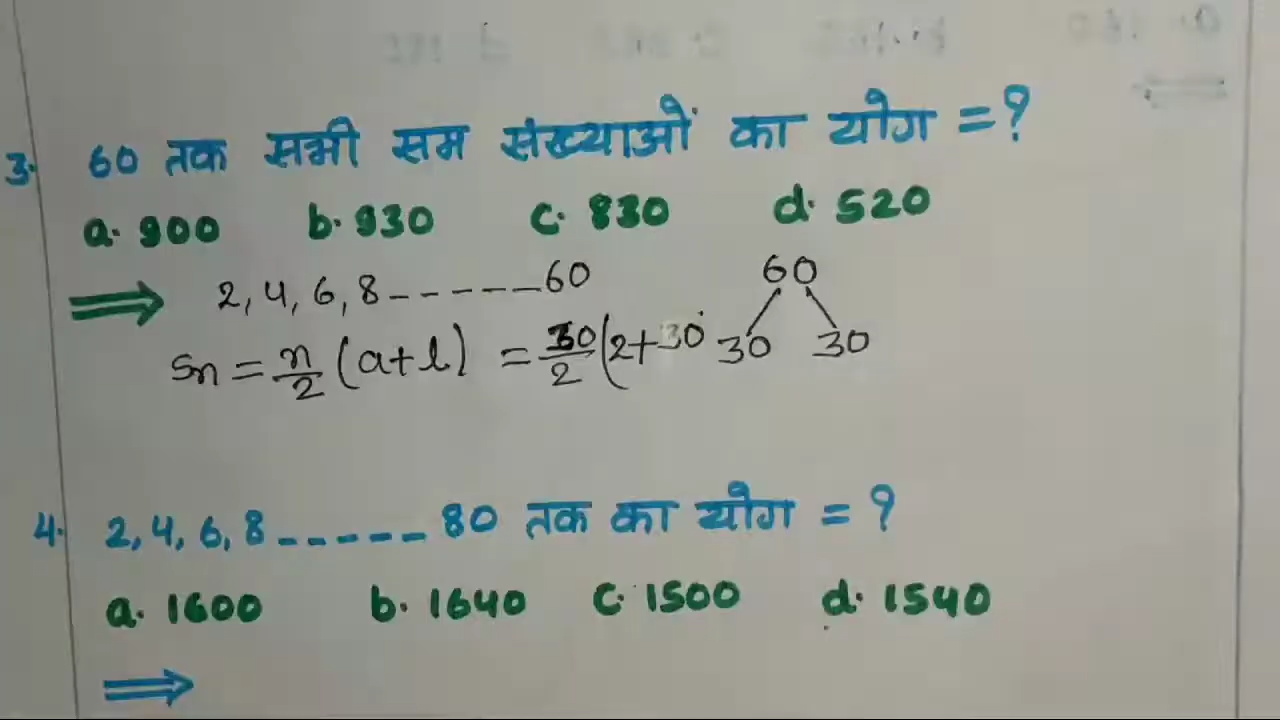 3. 60 तक सभी सम संख्याओं का योग = ?
a. 900 b. 930 c. 830 d. 520
⇒ 2, 4, 6, 8 ------ 60
60
30 30
Sn = n/2 (a+l) = 30/2 (2+30
4. 2, 4, 6, 8 ------ 80 तक का योग = ?
a. 1600 b. 1640 c. 1500 d. 1540
⇒